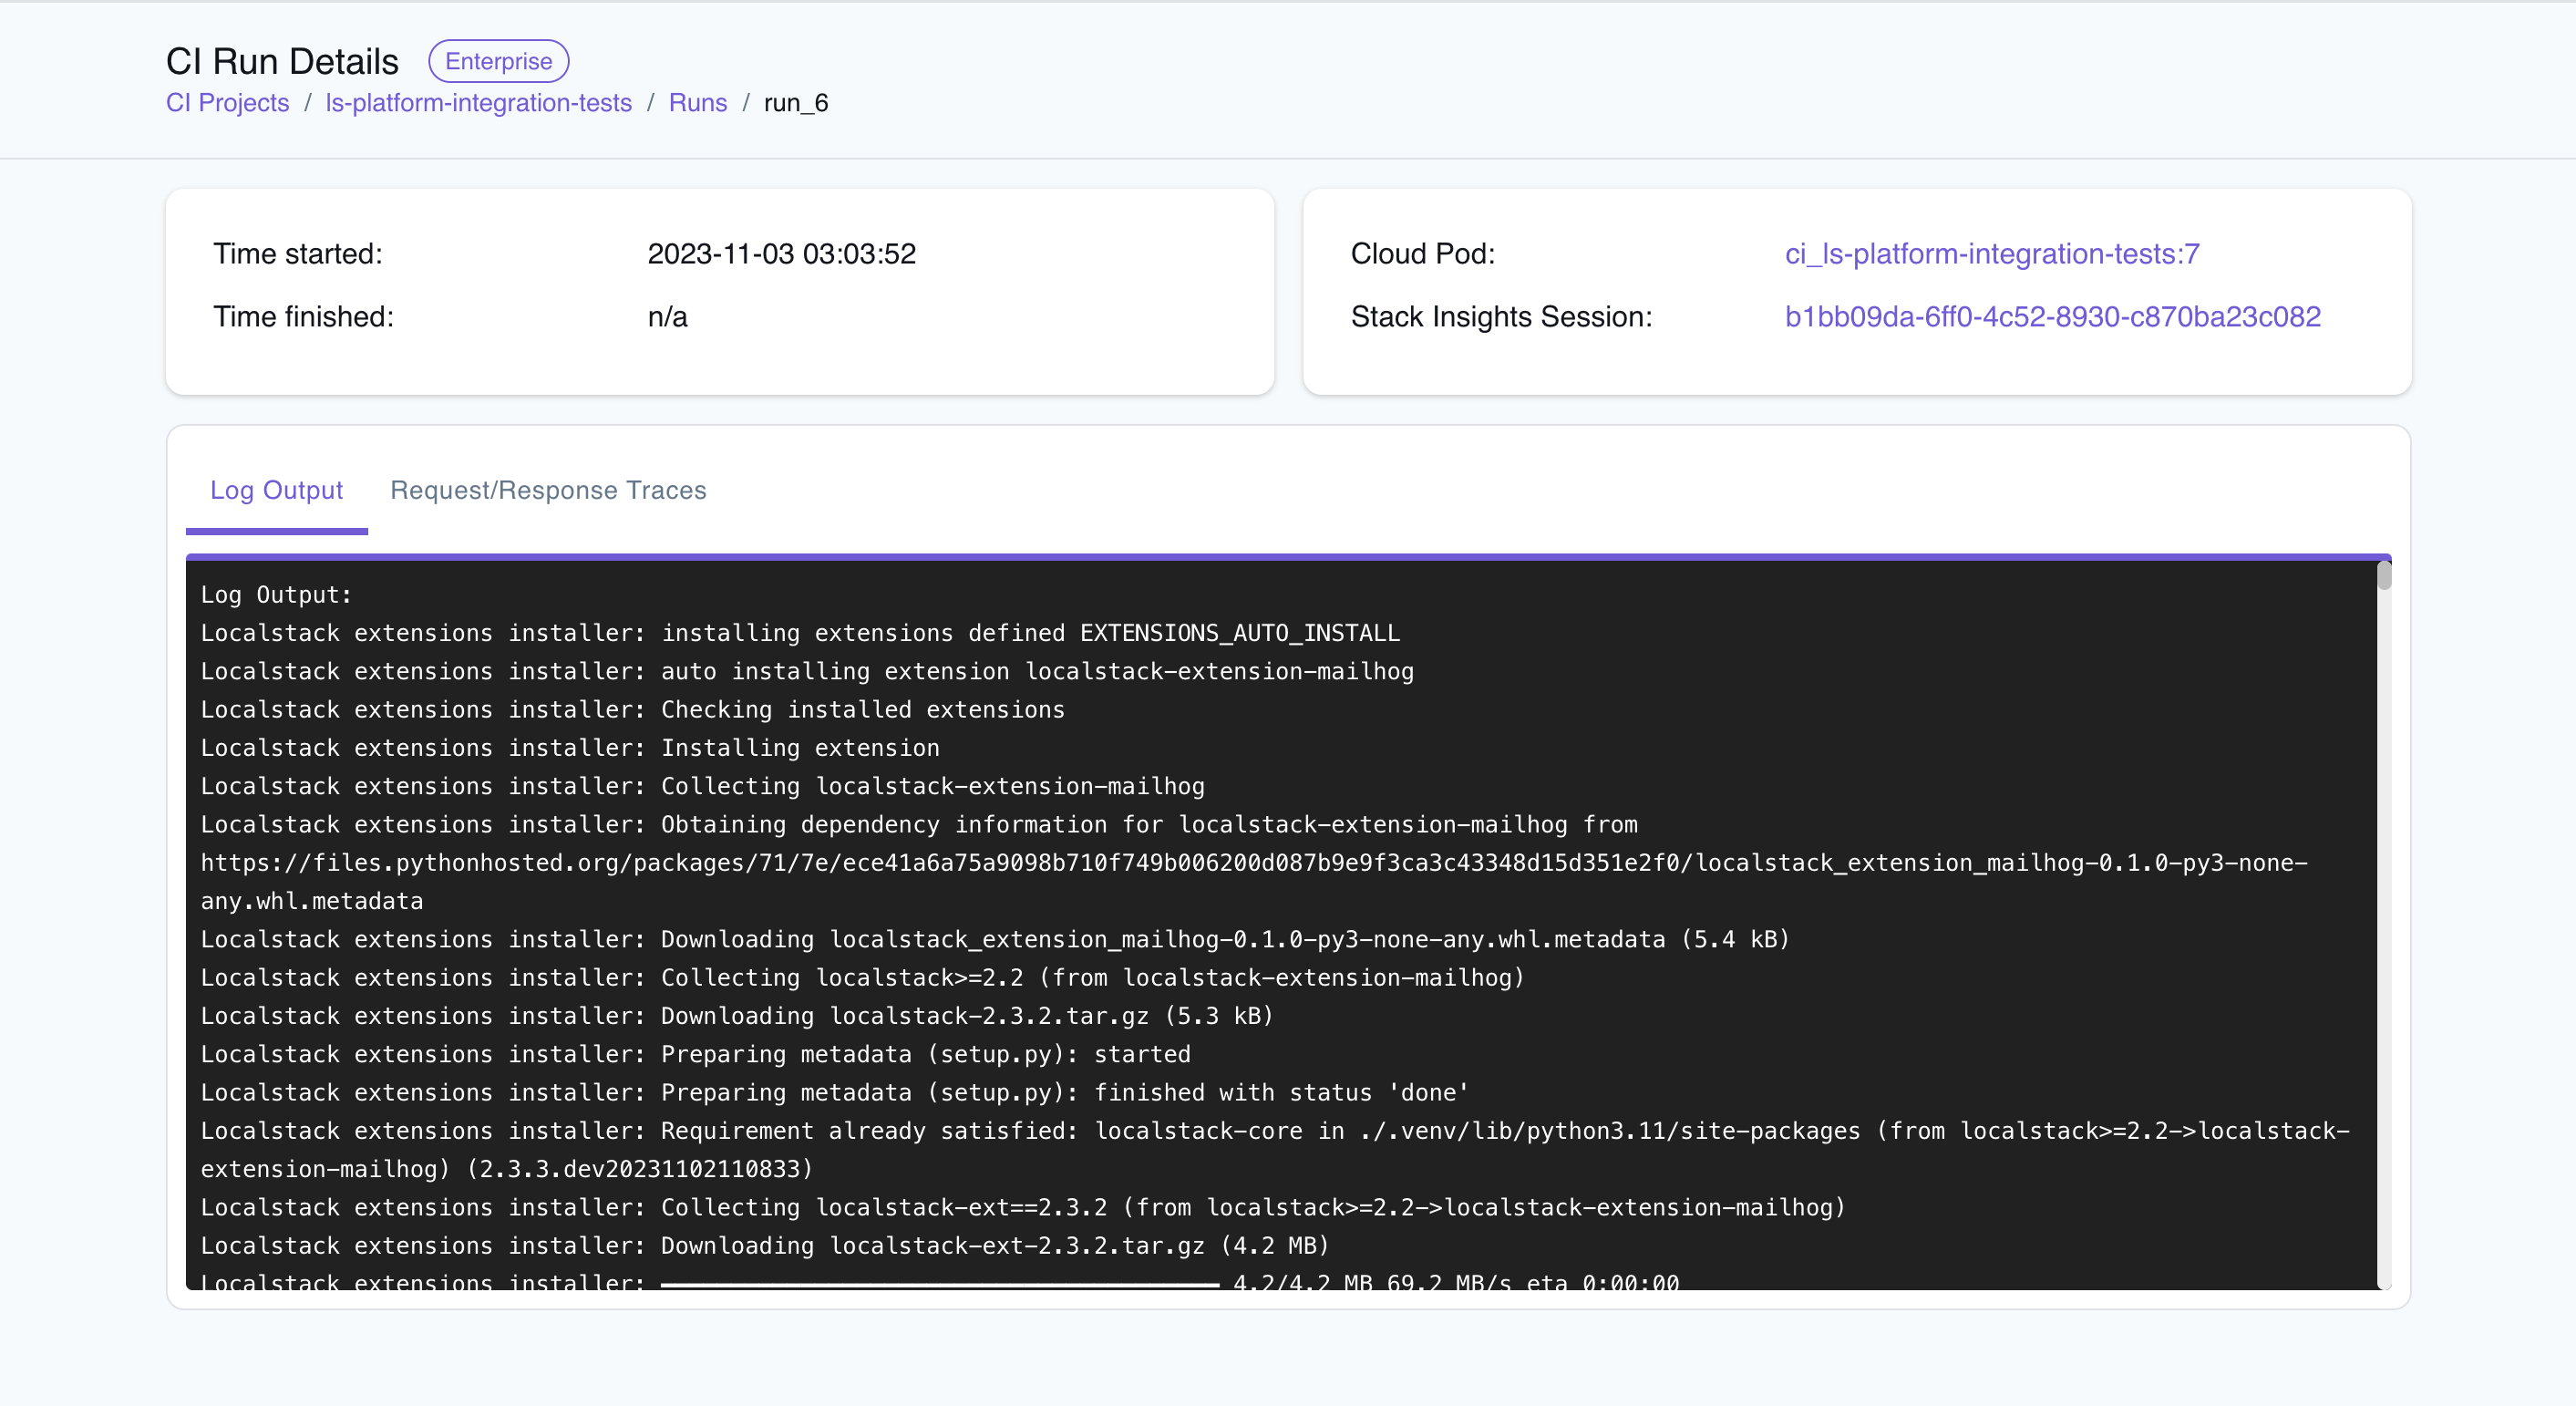 CI Run Details Enterprise
CI Projects / ls-platform-integration-tests / Runs / run_6
Time started: 2023-11-03 03:03:52
Time finished: n/a
Cloud Pod: ci_ls-platform-integration-tests:7
Stack Insights Session: b1bb09da-6ff0-4c52-8930-c870ba23c082
Log Output Request/Response Traces
Log Output:
Localstack extensions installer: installing extensions defined EXTENSIONS_AUTO_INSTALL
Localstack extensions installer: auto installing extension localstack-extension-mailhog
Localstack extensions installer: Checking installed extensions
Localstack extensions installer: Installing extension
Localstack extensions installer: Collecting localstack-extension-mailhog
Localstack extensions installer: Obtaining dependency information for localstack-extension-mailhog from
https://files.pythonhosted.org/packages/71/7e/ece41a6a75a9098b710f749b006200d087b9e9f3ca3c43348d15d351e2f0/localstack_extension_mailhog-0.1.0-py3-none-
any.whl.metadata
Localstack extensions installer: Downloading localstack_extension_mailhog-0.1.0-py3-none-any.whl.metadata (5.4 kB)
Localstack extensions installer: Collecting localstack>=2.2 (from localstack-extension-mailhog)
Localstack extensions installer: Downloading localstack-2.3.2.tar.gz (5.3 kB)
Localstack extensions installer: Preparing metadata (setup.py): started
Localstack extensions installer: Preparing metadata (setup.py): finished with status 'done'
Localstack extensions installer: Requirement already satisfied: localstack-core in ./.venv/lib/python3.11/site-packages (from localstack>=2.2->localstack-
extension-mailhog) (2.3.3.dev20231102110833)
Localstack extensions installer: Collecting localstack-ext==2.3.2 (from localstack>=2.2->localstack-extension-mailhog)
Localstack extensions installer: Downloading localstack-ext-2.3.2.tar.gz (4.2 MB)
Localstack extensions installer: ━━━━━━━━━━━━━━━━━━━━━━━━━━━━━━━━━━━━━━━━ 4.2/4.2 MB 69.2 MB/s eta 0:00:00